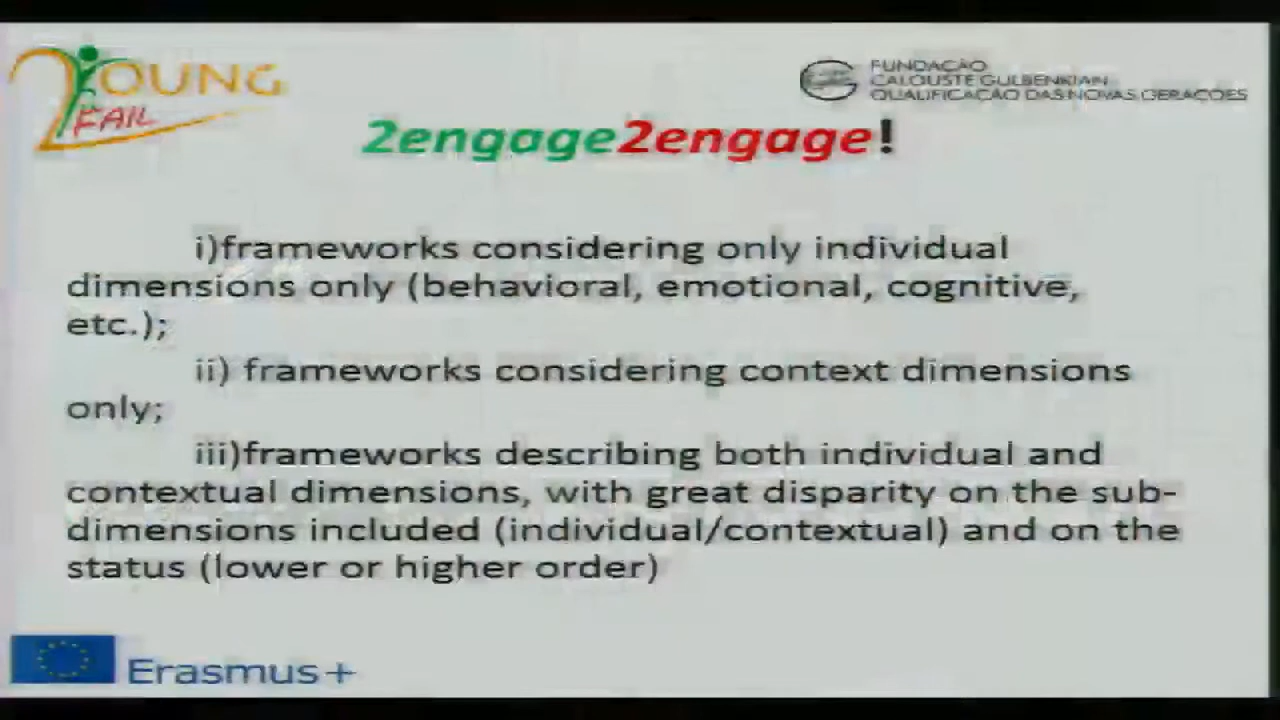 2YOUNG
FAIL
FUNDAÇÃO
CALOUSTE GULBENKIAN
QUALIFICAÇÃO DAS NOVAS GERAÇÕES
2engage2engage!
i)frameworks considering only individual
dimensions only (behavioral, emotional, cognitive,
etc.);
ii) frameworks considering context dimensions
only;
iii)frameworks describing both individual and
contextual dimensions, with great disparity on the sub-
dimensions included (individual/contextual) and on the
status (lower or higher order)
Erasmus+